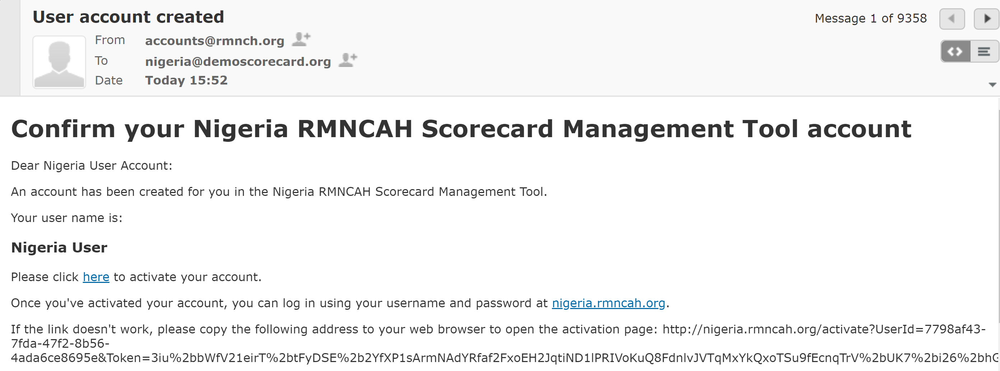 User account created
Message 1 of 9358
From accounts@rmnch.org
To nigeria@demoscorecard.org
Date Today 15:52
Confirm your Nigeria RMNCAH Scorecard Management Tool account
Dear Nigeria User Account:
An account has been created for you in the Nigeria RMNCAH Scorecard Management Tool.
Your user name is:
Nigeria User
Please click here to activate your account.
Once you've activated your account, you can log in using your username and password at nigeria.rmncah.org.
If the link doesn't work, please copy the following address to your web browser to open the activation page: http://nigeria.rmncah.org/activate?UserId=7798af43-
7fda-47f2-8b56-
4ada6ce8695e&Token=3iu%2bbWfV21eirT%2btFyDSE%2b2YfXP1sArmNAdYRfaf2FxoEH2JqtiND1lPRIVoKuQ8FdnlvJVTqMxYkQxoTSu9fEcnqTrV%2bUK7%2bi26%2bhG